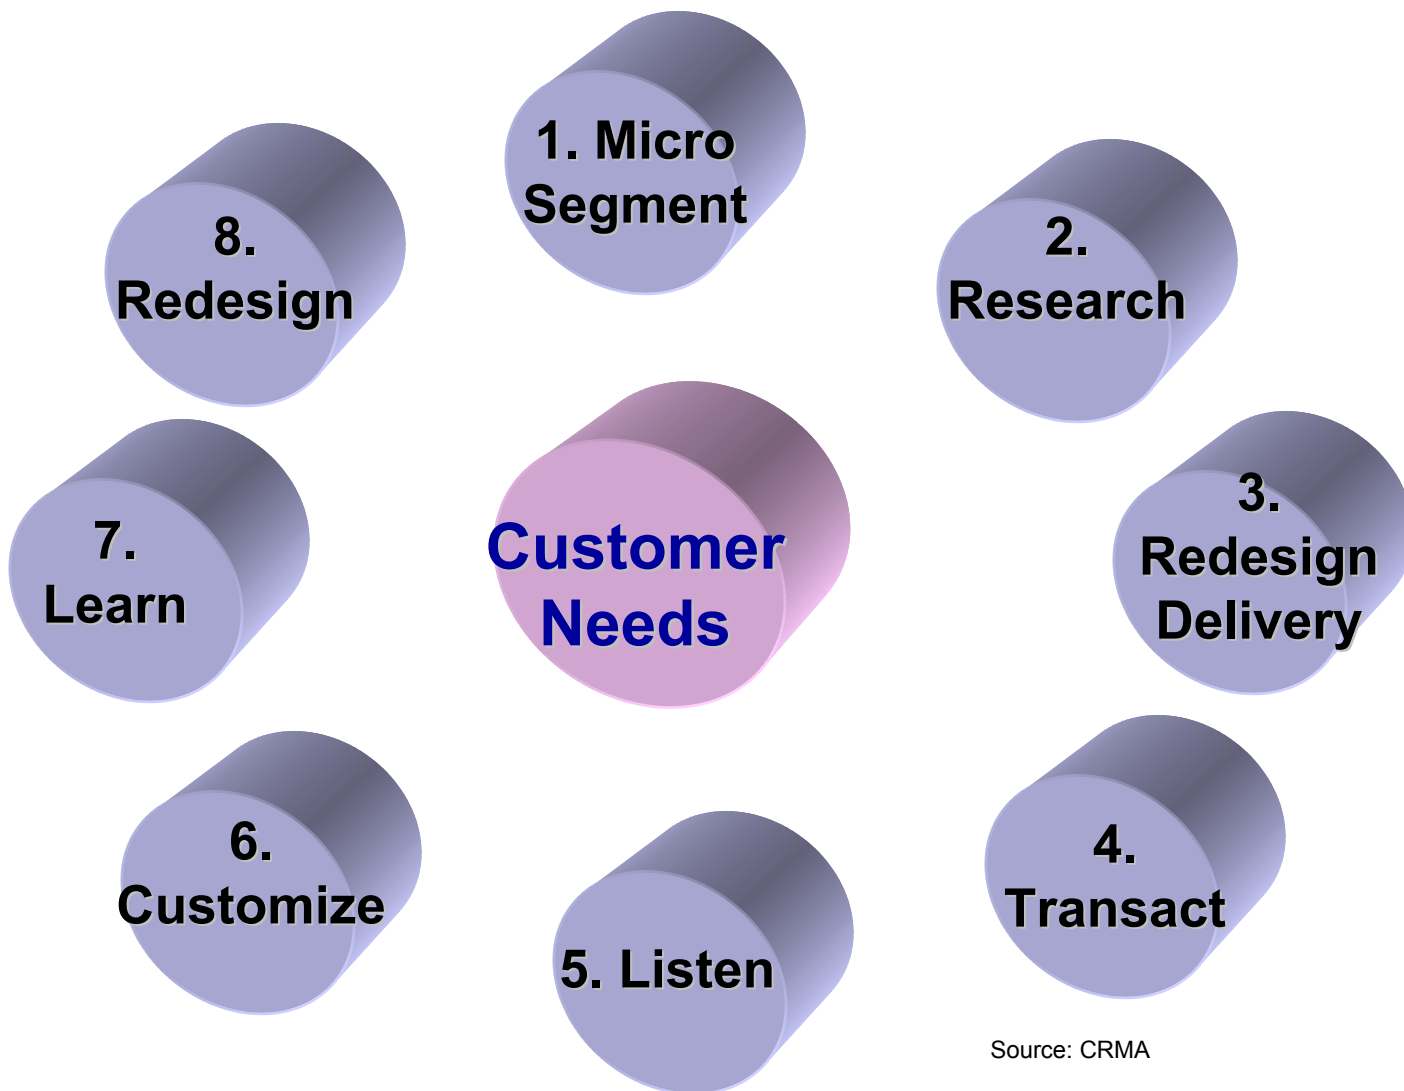 1. Micro
Segment
2.
Research
3.
Redesign
Delivery
4.
Transact
5. Listen
6.
Customize
7.
Learn
8.
Redesign
Customer
Needs
Source: CRMA